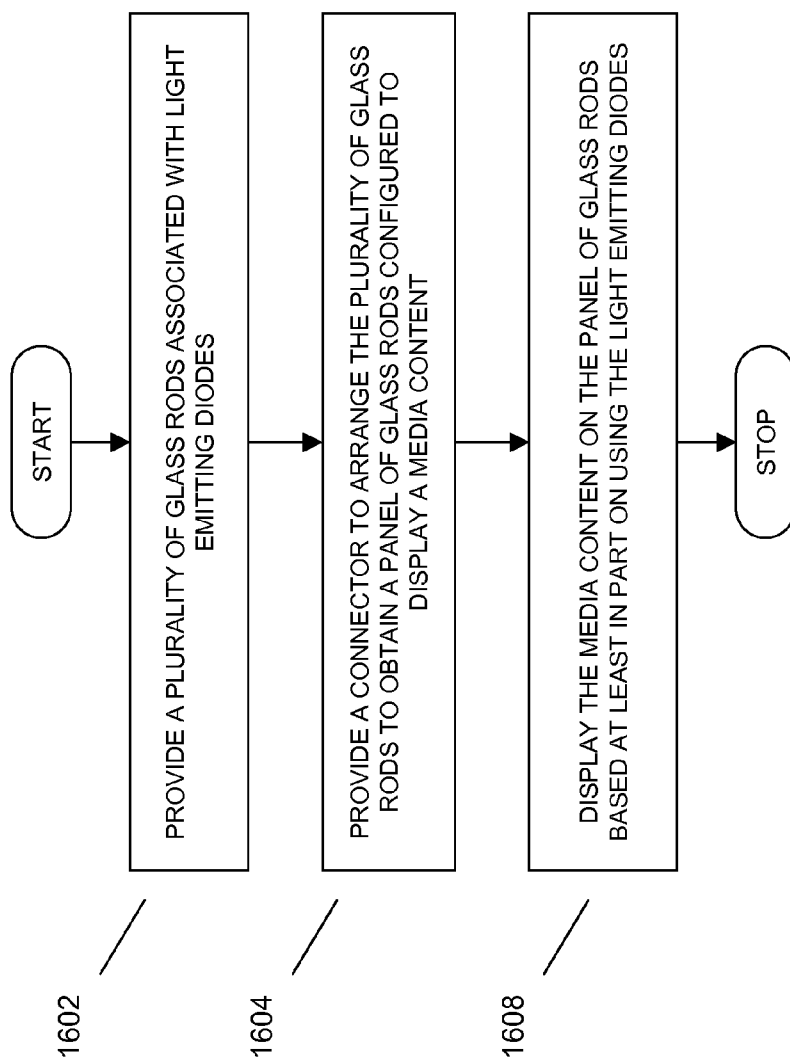 START
1602
PROVIDE A PLURALITY OF GLASS RODS ASSOCIATED WITH LIGHT
EMITTING DIODES
1604
PROVIDE A CONNECTOR TO ARRANGE THE PLURALITY OF GLASS
RODS TO OBTAIN A PANEL OF GLASS RODS CONFIGURED TO
DISPLAY A MEDIA CONTENT
1608
DISPLAY THE MEDIA CONTENT ON THE PANEL OF GLASS RODS
BASED AT LEAST IN PART ON USING THE LIGHT EMITTING DIODES
STOP